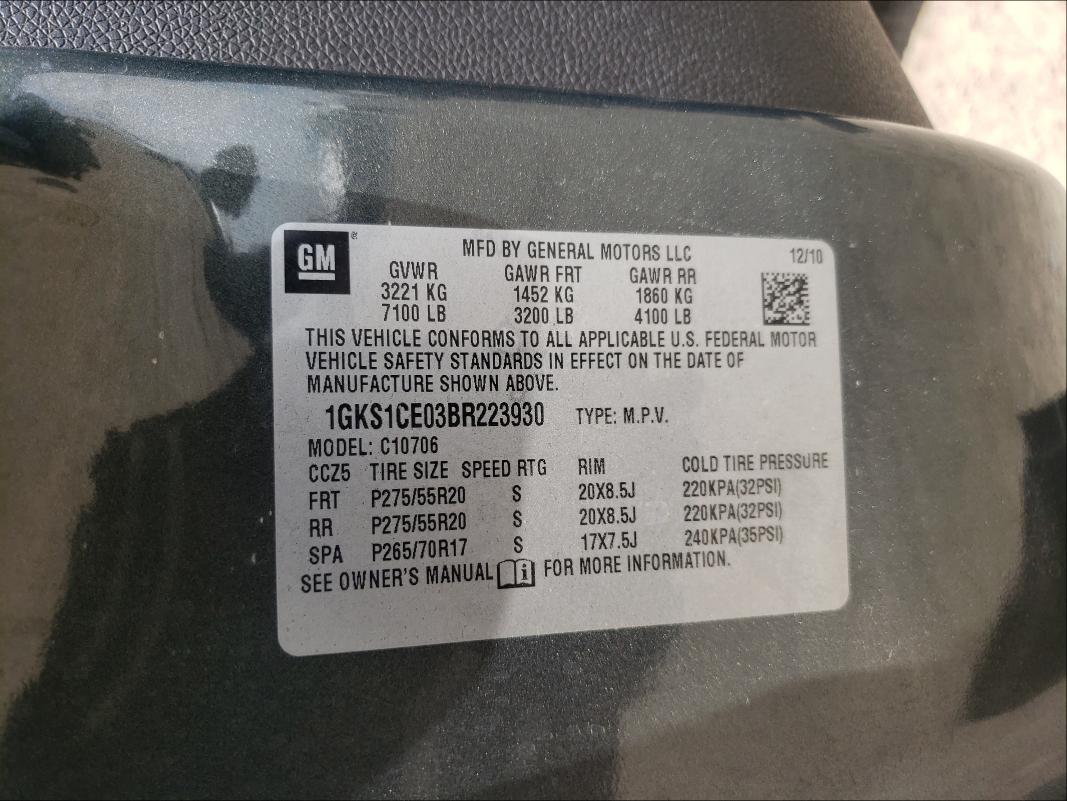 GM ®
MFD BY GENERAL MOTORS LLC 12/10
GVWR GAWR FRT GAWR RR
3221 KG 1452 KG 1860 KG
7100 LB 3200 LB 4100 LB
THIS VEHICLE CONFORMS TO ALL APPLICABLE U.S. FEDERAL MOTOR
VEHICLE SAFETY STANDARDS IN EFFECT ON THE DATE OF
MANUFACTURE SHOWN ABOVE.
1GKS1CE03BR223930 TYPE: M.P.V.
MODEL: C10706
CCZ5 TIRE SIZE SPEED RTG RIM COLD TIRE PRESSURE
FRT P275/55R20 S 20X8.5J 220KPA(32PSI)
RR P275/55R20 S 20X8.5J 220KPA(32PSI)
SPA P265/70R17 S 17X7.5J 240KPA(35PSI)
SEE OWNER'S MANUAL i FOR MORE INFORMATION.